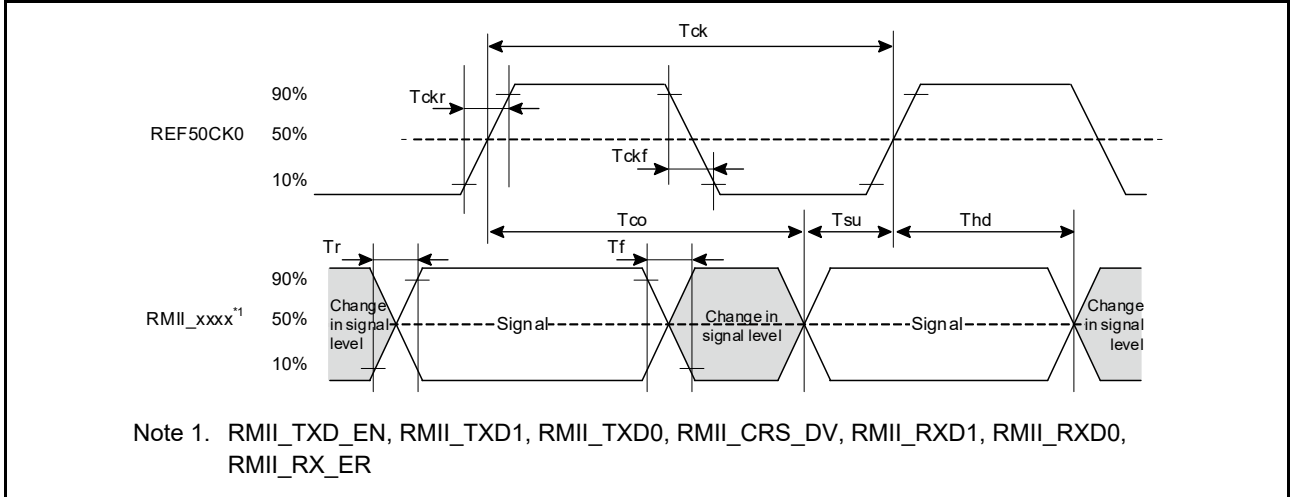 Tck
90%
Tckr
REF50CK0 50%
Tckf
10%
Tco Tsu Thd
Tr Tf
90%
RMII_xxxx*1 50%
Change in signal level
Signal
Change in signal level
Signal
Change in signal level
10%
Note 1. RMII_TXD_EN, RMII_TXD1, RMII_TXD0, RMII_CRS_DV, RMII_RXD1, RMII_RXD0,
RMII_RX_ER